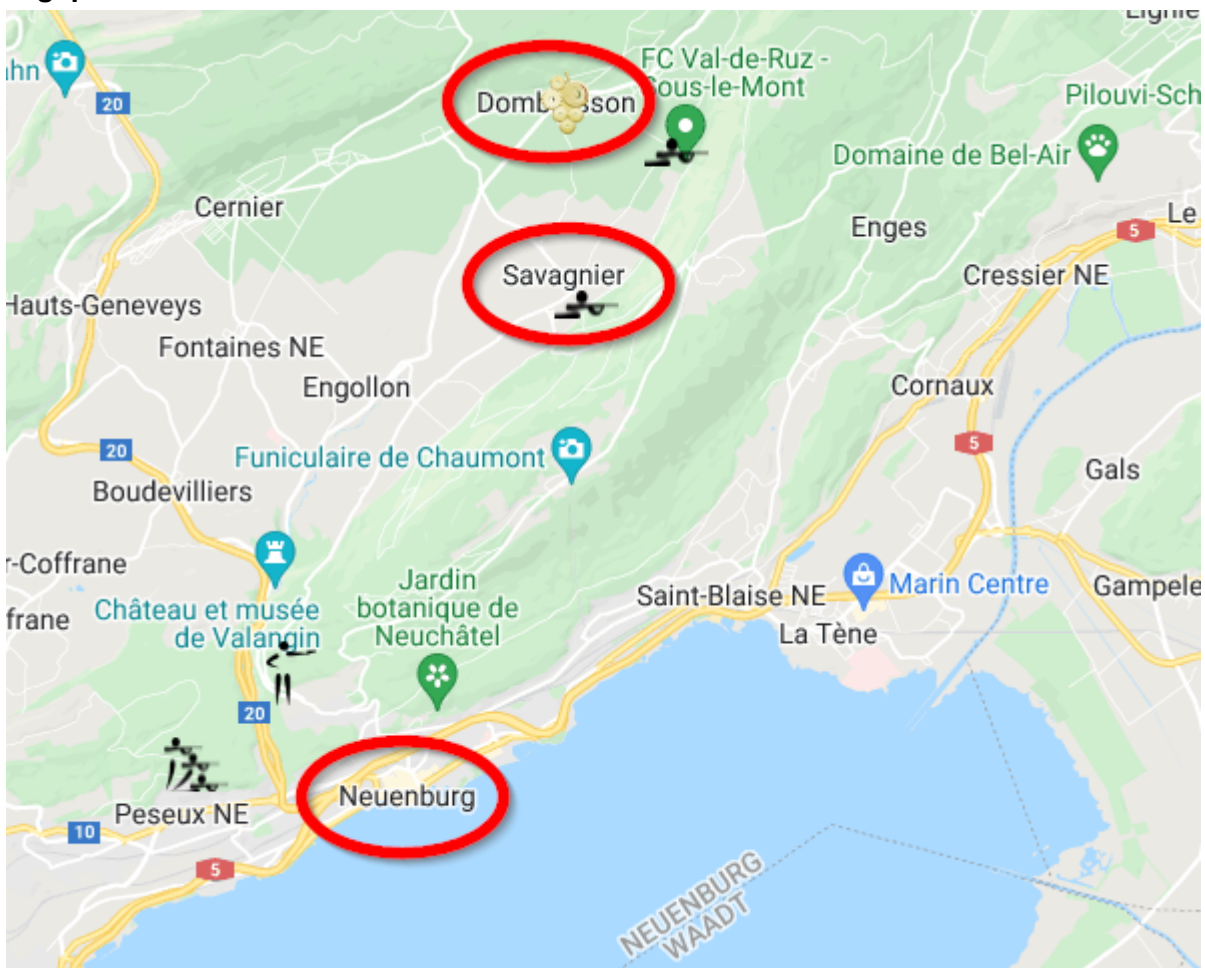 ahn
20
FC Val-de-Ruz -
Sous-le-Mont
Pilouvi-Sch
Domaine de Bel-Air
Cernier
Enges
5
Le
Savagnier
Cressier NE
Hauts-Geneveys
Fontaines NE
Engollon
Cornaux
20
Funiculaire de Chaumont
5
Gals
Boudevilliers
r-Coffrane
Jardin
botanique de
Neuchâtel
Marin Centre
Gampele
Saint-Blaise NE
frane
Château et musée
de Valangin
La Tène
20
Neuenburg
Peseux NE
10
5
NEUENBURG
WAADT